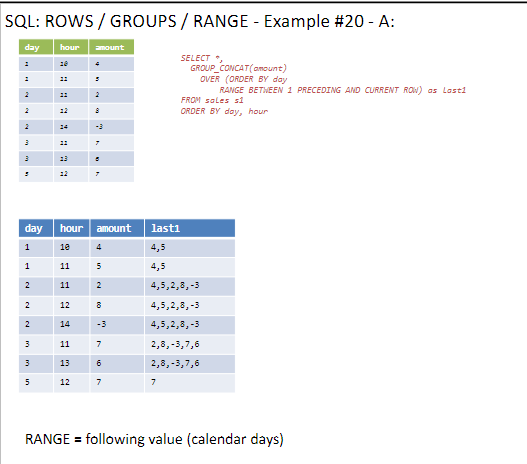 SQL: ROWS / GROUPS / RANGE - Example #20 - A:
day hour amount
1 10 4
1 11 5
2 11 2
2 12 8
2 14 -3
3 11 7
3 13 6
5 12 7
SELECT *,
GROUP_CONCAT(amount)
OVER (ORDER BY day
RANGE BETWEEN 1 PRECEDING AND CURRENT ROW) as last1
FROM sales s1
ORDER BY day, hour
day hour amount last1
1 10 4 4,5
1 11 5 4,5
2 11 2 4,5,2,8,-3
2 12 8 4,5,2,8,-3
2 14 -3 4,5,2,8,-3
3 11 7 2,8,-3,7,6
3 13 6 2,8,-3,7,6
5 12 7 7
RANGE = following value (calendar days)